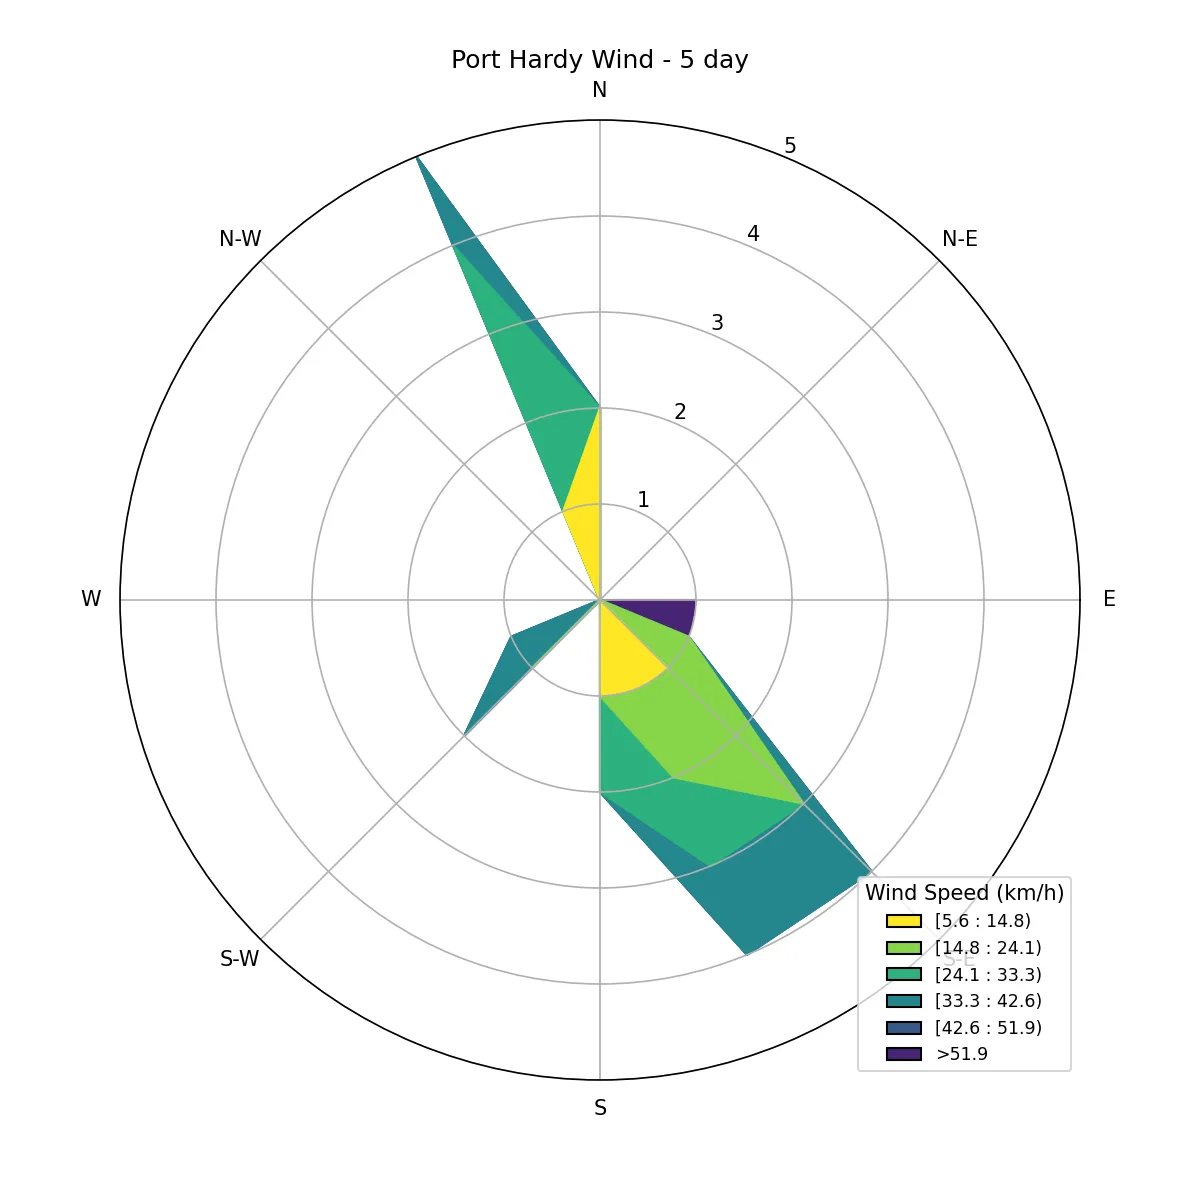 Port Hardy Wind - 5 day
N
5
N-W
N-E
4
3
2
1
W
E
S-W
S-E
S
Wind Speed (km/h)
[5.6 : 14.8)
[14.8 : 24.1)
[24.1 : 33.3)
[33.3 : 42.6)
[42.6 : 51.9)
>51.9